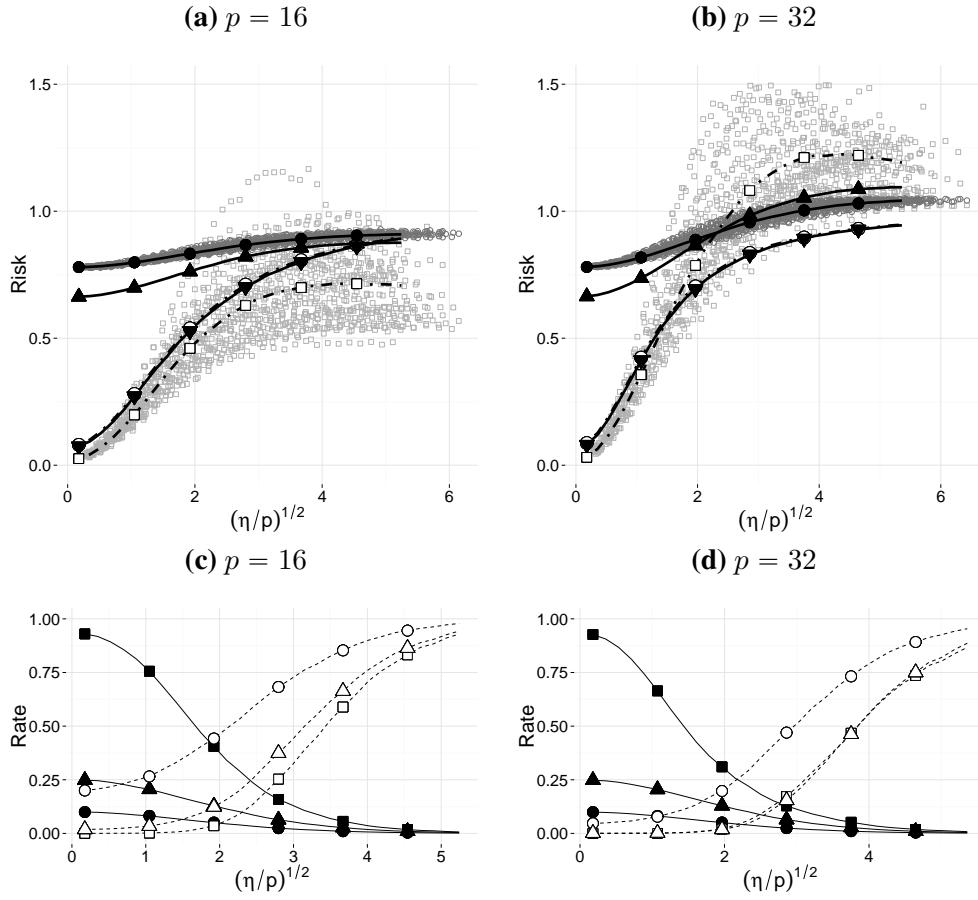 (a) p = 16
(b) p = 32
1.5
1.0
0.5
0.0
Risk
0 2 4 6
(η/p)^{1/2}
1.5
1.0
0.5
0.0
Risk
0 2 4 6
(η/p)^{1/2}
(c) p = 16
(d) p = 32
1.00
0.75
0.50
0.25
0.00
Rate
0 1 2 3 4 5
(η/p)^{1/2}
1.00
0.75
0.50
0.25
0.00
Rate
0 2 4
(η/p)^{1/2}